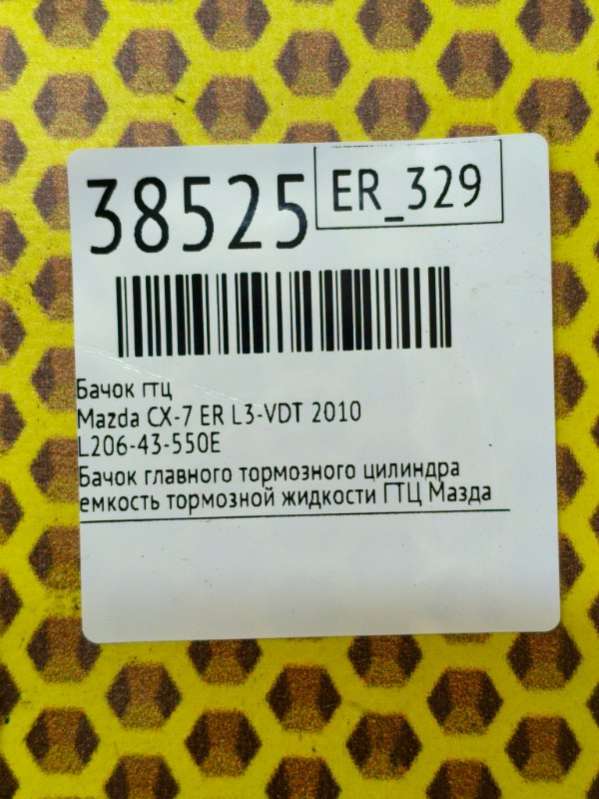 38525
ER_329
Бачок гтц
Mazda CX-7 ER L3-VDT 2010
L206-43-550E
Бачок главного тормозного цилиндра
емкость тормозной жидкости ГТЦ Мазда